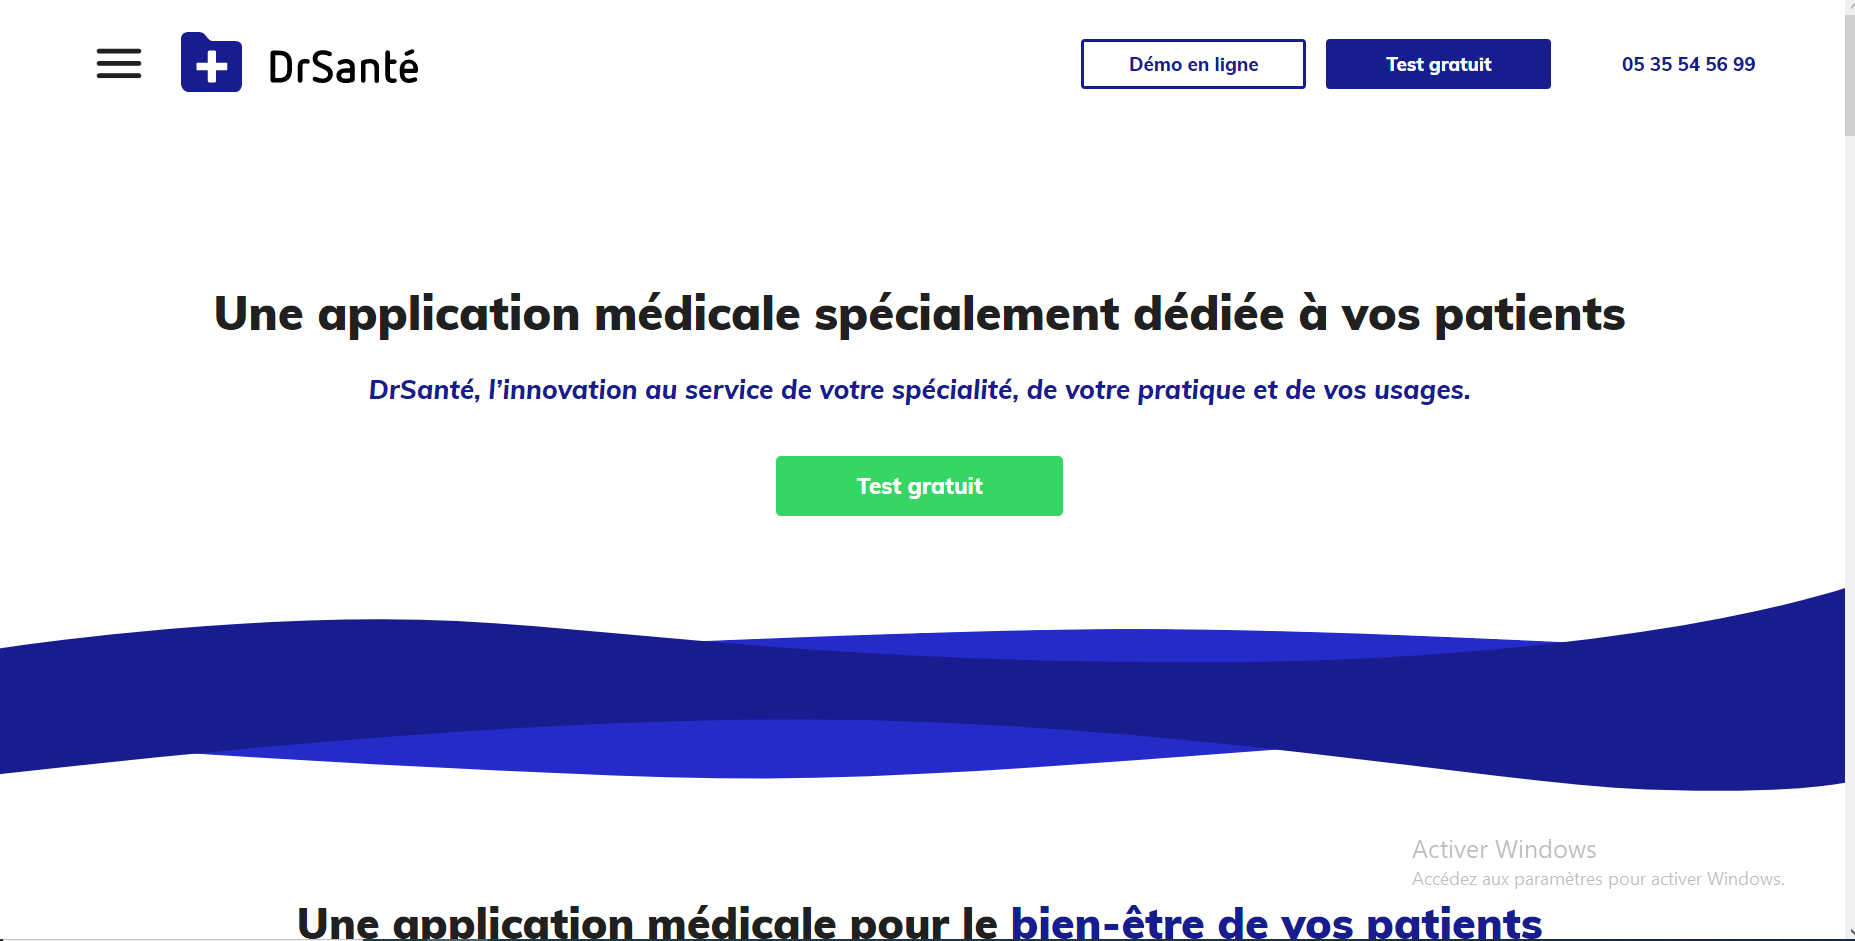 DrSanté
Démo en ligne
Test gratuit
05 35 54 56 99
Une application médicale spécialement dédiée à vos patients
DrSanté, l’innovation au service de votre spécialité, de votre pratique et de vos usages.
Test gratuit
Activer Windows
Accédez aux paramètres pour activer Windows.
Une application médicale pour le bien-être de vos patients